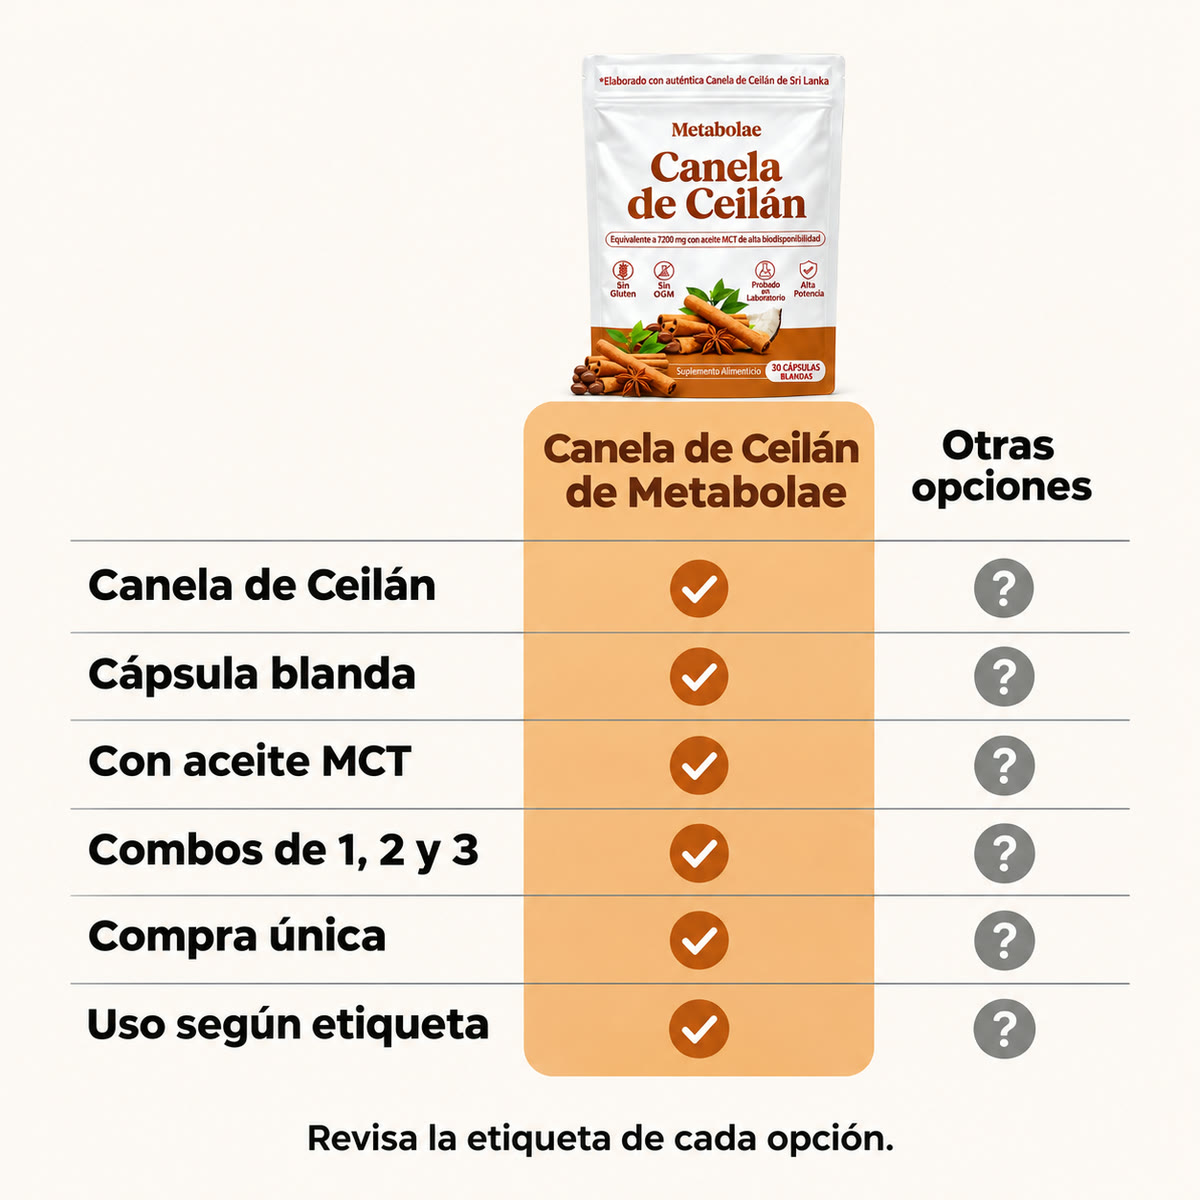 *Elaborado con auténtica Canela de Ceilán de Sri Lanka
Metabolae
Canela
de Ceilán
Equivalente a 7200 mg con aceite MCT de alta biodisponibilidad
Sin
Gluten
Sin
OGM
Probado
en
Laboratorio
Alta
Potencia
Suplemento Alimenticio
30 CÁPSULAS
BLANDAS
Canela de Ceilán
de Metabolae
Otras
opciones
Canela de Ceilán
?
Cápsula blanda
?
Con aceite MCT
?
Combos de 1, 2 y 3
?
Compra única
?
Uso según etiqueta
?
Revisa la etiqueta de cada opción.